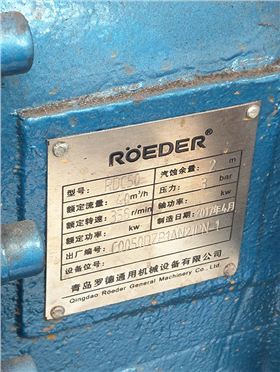 RÖEDER®
型号: RDC50- 汽蚀余量: 2 m
额定流量: m³/h 压力: 3 bar
额定转速: r/min 轴功率: kw
额定功率: kw 制造日期: 2018年4月
出厂编号:
设备位号:
青岛罗德通用机械设备有限公司
Qingdao Röeder General Machinery Co., Ltd.